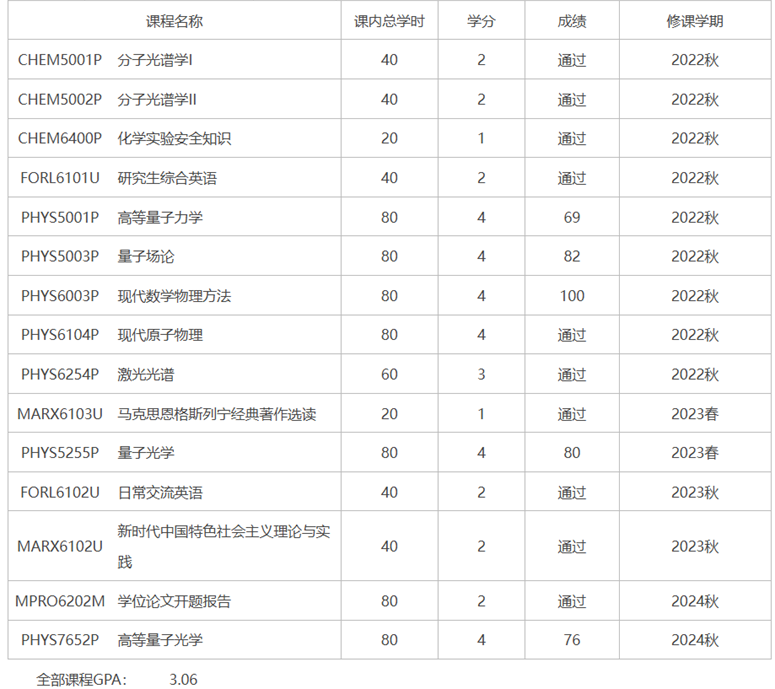 课程名称 课内总学时 学分 成绩 修课学期
CHEM5001P 分子光谱学I 40 2 通过 2022秋
CHEM5002P 分子光谱学II 40 2 通过 2022秋
CHEM6400P 化学实验安全知识 20 1 通过 2022秋
FORL6101U 研究生综合英语 40 2 通过 2022秋
PHYS5001P 高等量子力学 80 4 69 2022秋
PHYS5003P 量子场论 80 4 82 2022秋
PHYS6003P 现代数学物理方法 80 4 100 2022秋
PHYS6104P 现代原子物理 80 4 通过 2022秋
PHYS6254P 激光光谱 60 3 通过 2022秋
MARX6103U 马克思恩格斯列宁经典著作选读 20 1 通过 2023春
PHYS5255P 量子光学 80 4 80 2023春
FORL6102U 日常交流英语 40 2 通过 2023秋
MARX6102U 新时代中国特色社会主义理论与实
践 40 2 通过 2023秋
MPRO6202M 学位论文开题报告 80 2 通过 2024秋
PHYS7652P 高等量子光学 80 4 76 2024秋
全部课程GPA: 3.06